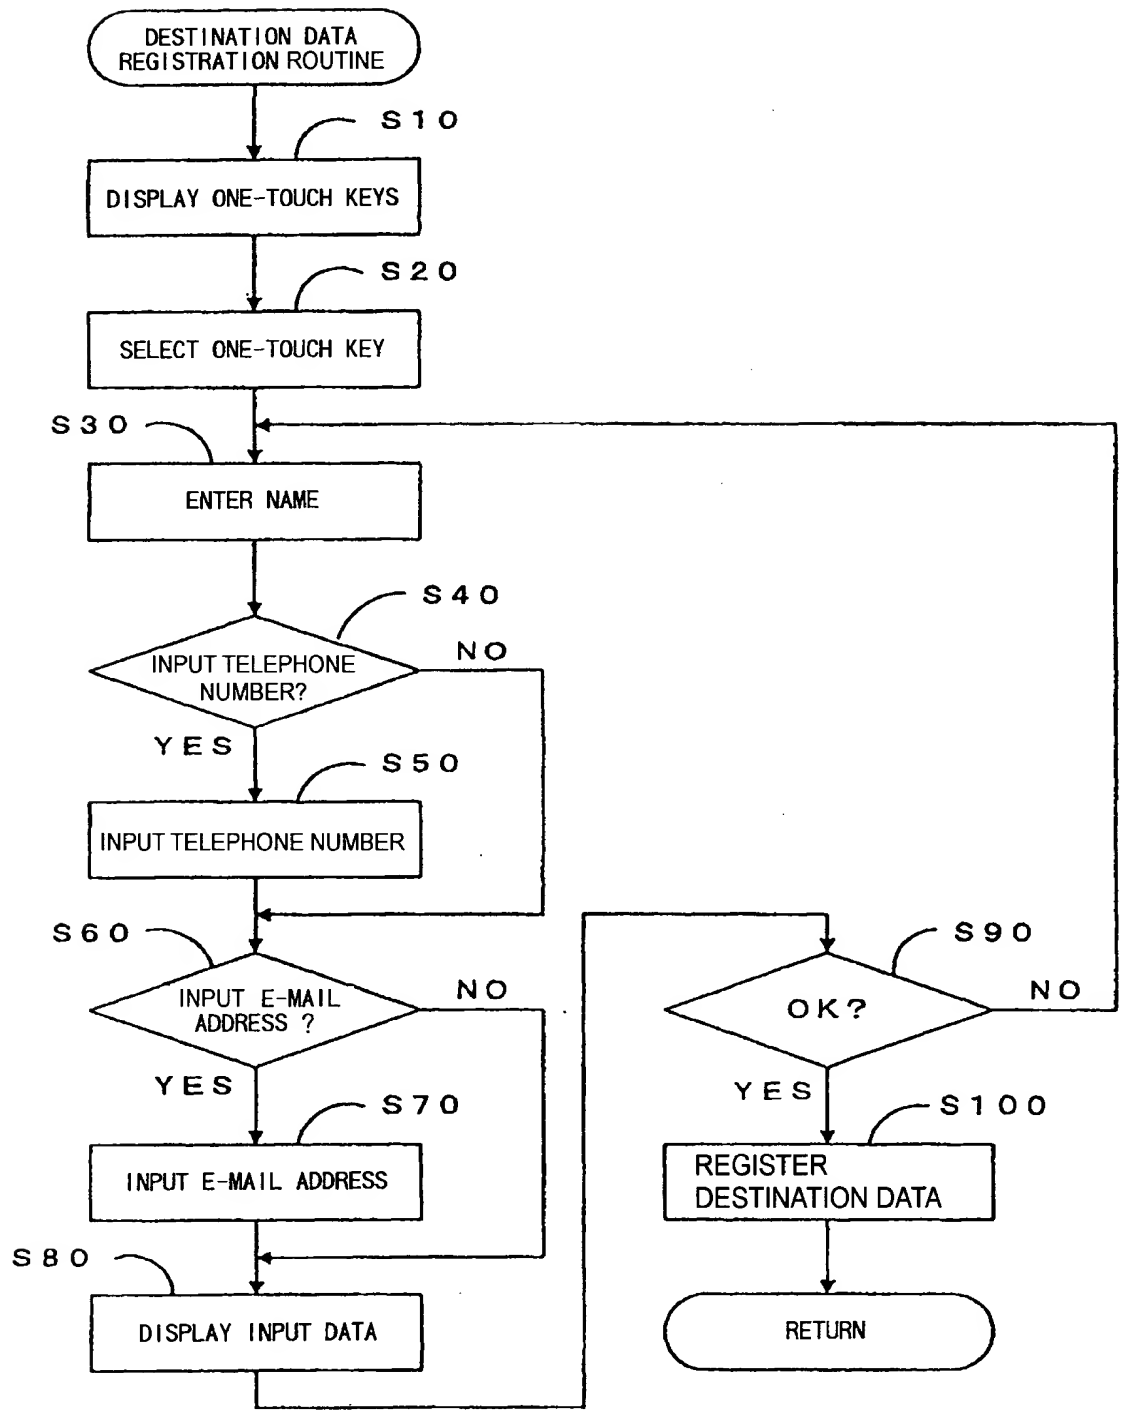 DESTINATION DATA
REGISTRATION ROUTINE
S10
DISPLAY ONE-TOUCH KEYS
S20
SELECT ONE-TOUCH KEY
S30
ENTER NAME
S40
INPUT TELEPHONE
NUMBER?
NO
YES
S50
INPUT TELEPHONE NUMBER
S60
INPUT E-MAIL
ADDRESS ?
NO
YES
S70
INPUT E-MAIL ADDRESS
S80
DISPLAY INPUT DATA
S90
OK?
NO
YES
S100
REGISTER
DESTINATION DATA
RETURN